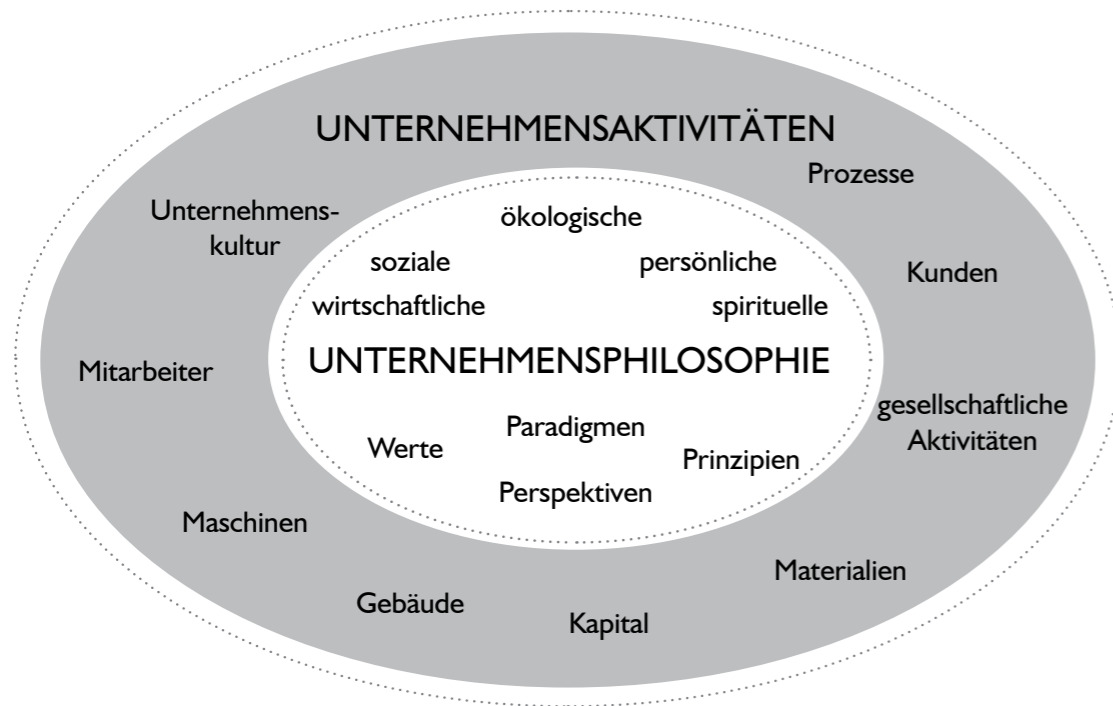 UNTERNEHMENSAKTIVITÄTEN
Prozesse
Unternehmens-
kultur
ökologische
soziale
persönliche
Kunden
wirtschaftliche
spirituelle
UNTERNEHMENSPHILOSOPHIE
Mitarbeiter
gesellschaftliche
Aktivitäten
Paradigmen
Werte
Prinzipien
Perspektiven
Maschinen
Materialien
Gebäude
Kapital